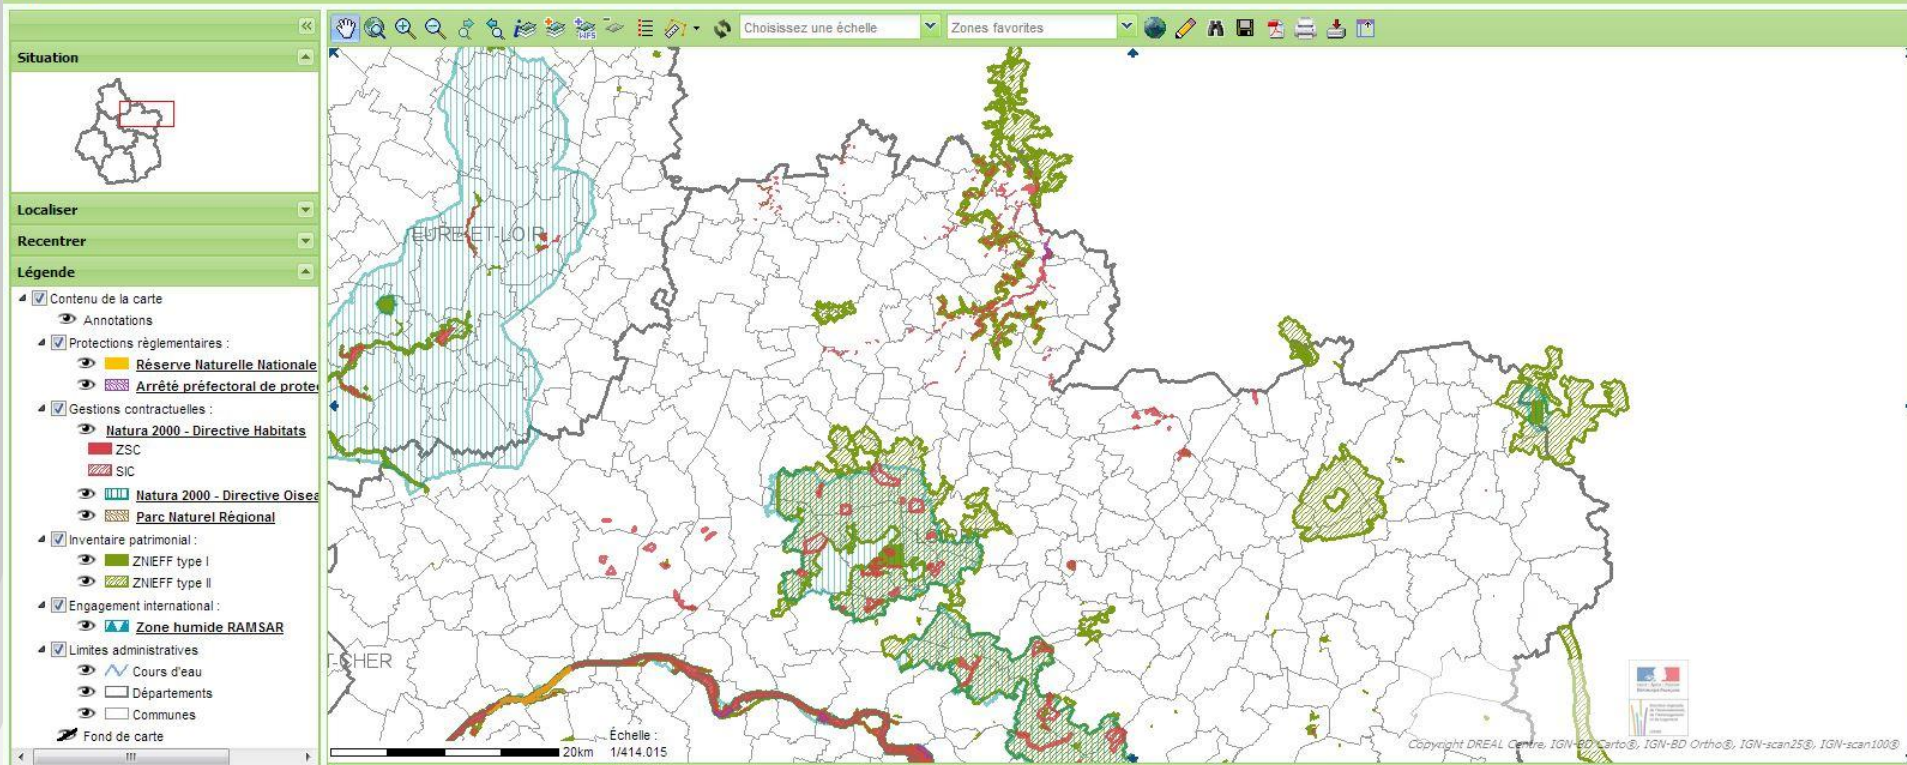 Choisissez une échelle
Zones favorites
WFS
Situation
Localiser
Recentrer
Légende
Contenu de la carte
Annotations
Protections règlementaires :
Réserve Naturelle Nationale
Arrêté préfectoral de prote
Gestions contractuelles :
Natura 2000 - Directive Habitats
ZSC
SIC
Natura 2000 - Directive Oisea
Parc Naturel Régional
Inventaire patrimonial :
ZNIEFF type I
ZNIEFF type II
Engagement international :
Zone humide RAMSAR
Limites administratives
Cours d'eau
Départements
Communes
Fond de carte
EURE-ET-LOIR
T-CHER
20km
Échelle :
1/414.015
Copyright DREAL Centre, IGN-BD Carto®, IGN-BD Ortho®, IGN-scan25®, IGN-scan100®